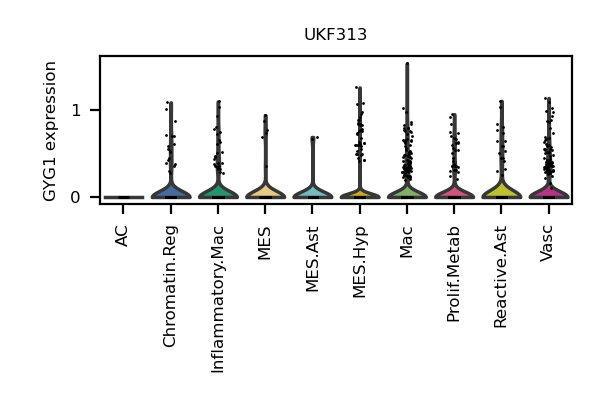 UKF313
GYG1 expression
1
0
AC
Chromatin.Reg
Inflammatory.Mac
MES
MES.Ast
MES.Hyp
Mac
Prolif.Metab
Reactive.Ast
Vasc